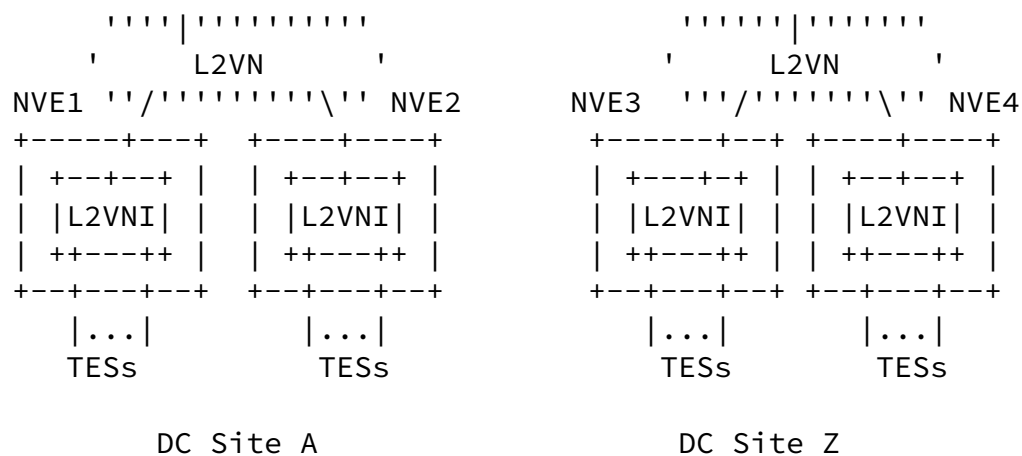 ''''|'''''''''' ''''''|'''''''
' L2VN ' ' L2VN '
NVE1 ''/'''''''''\'' NVE2 NVE3 '''/'''''''\'' NVE4
+-----+---+ +----+----+ +------+--+ +----+----+
| +--+--+ | | +--+--+ | | +---+-+ | | +--+--+ |
| |L2VNI| | | |L2VNI| | | |L2VNI| | | |L2VNI| |
| ++---++ | | ++---++ | | ++---++ | | ++---++ |
+--+---+--+ +--+---+--+ +--+---+--+ +--+---+--+
|...| |...| |...| |...|
TESs TESs TESs TESs
DC Site A DC Site Z